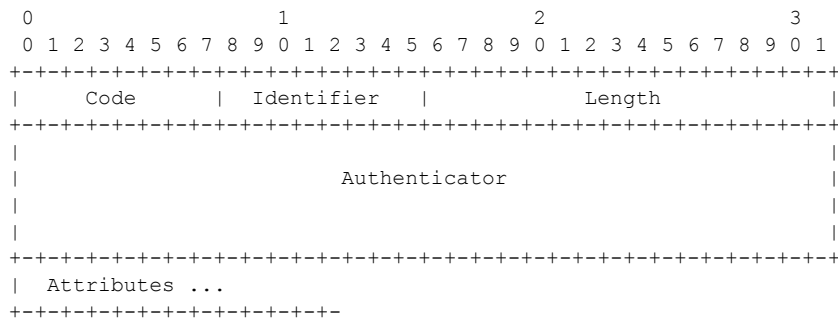 0                   1                   2                   3
 0 1 2 3 4 5 6 7 8 9 0 1 2 3 4 5 6 7 8 9 0 1 2 3 4 5 6 7 8 9 0 1
+-+-+-+-+-+-+-+-+-+-+-+-+-+-+-+-+-+-+-+-+-+-+-+-+-+-+-+-+-+-+-+-+
|     Code      |  Identifier   |            Length             |
+-+-+-+-+-+-+-+-+-+-+-+-+-+-+-+-+-+-+-+-+-+-+-+-+-+-+-+-+-+-+-+-+
|                                                               |
|                         Authenticator                         |
|                                                               |
|                                                               |
+-+-+-+-+-+-+-+-+-+-+-+-+-+-+-+-+-+-+-+-+-+-+-+-+-+-+-+-+-+-+-+-+
|  Attributes ...
+-+-+-+-+-+-+-+-+-+-+-+-+-